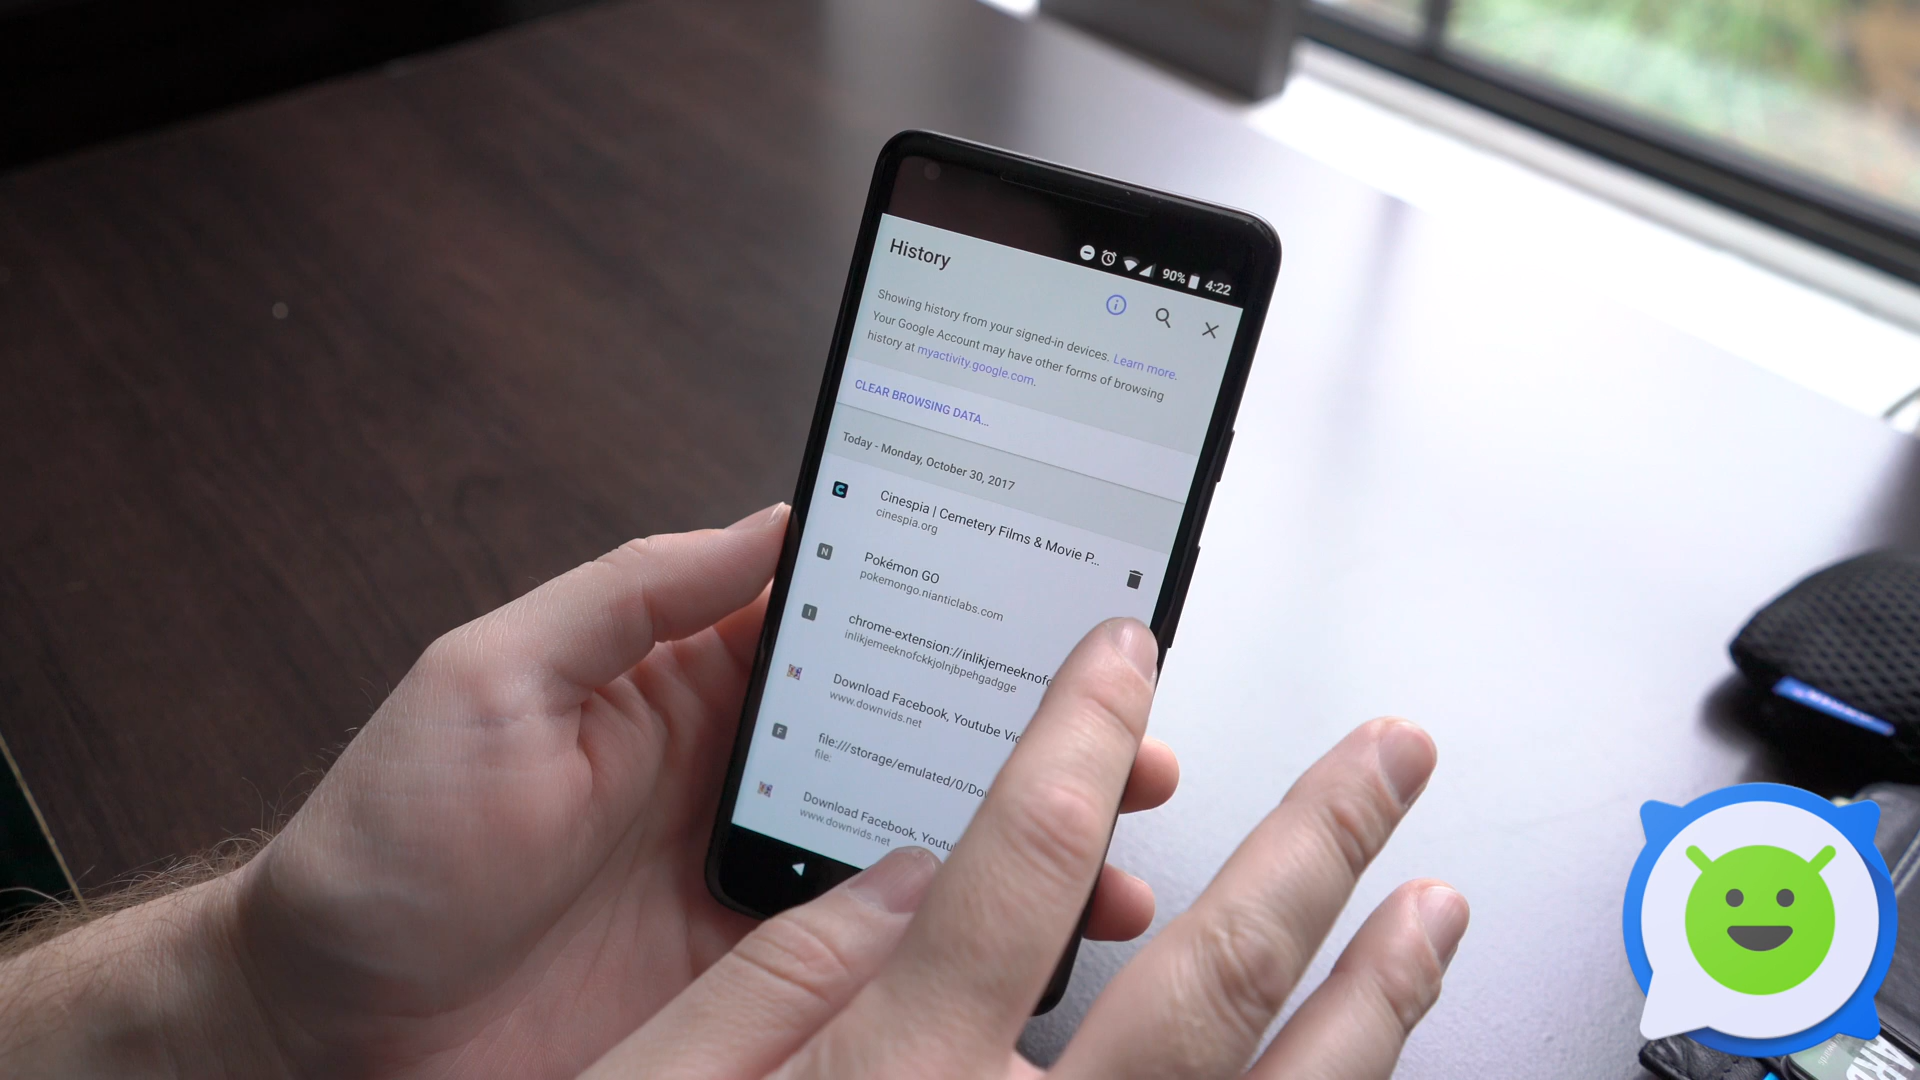 90% 4:22
History
Showing history from your signed-in devices. Learn more.
Your Google Account may have other forms of browsing
history at myactivity.google.com.
CLEAR BROWSING DATA...
Today - Monday, October 30, 2017
C
Cinespia | Cemetery Films & Movie P...
cinespia.org
N
Pokémon GO
pokemongo.nianticlabs.com
I
chrome-extension://inlikjemeeknofc
inlikjemeeknofckkjolnjbpehgadgge
Download Facebook, Youtube Vid
www.downvids.net
F
file:///storage/emulated/0/Dow
file:
Download Facebook, Youtu
www.downvids.net